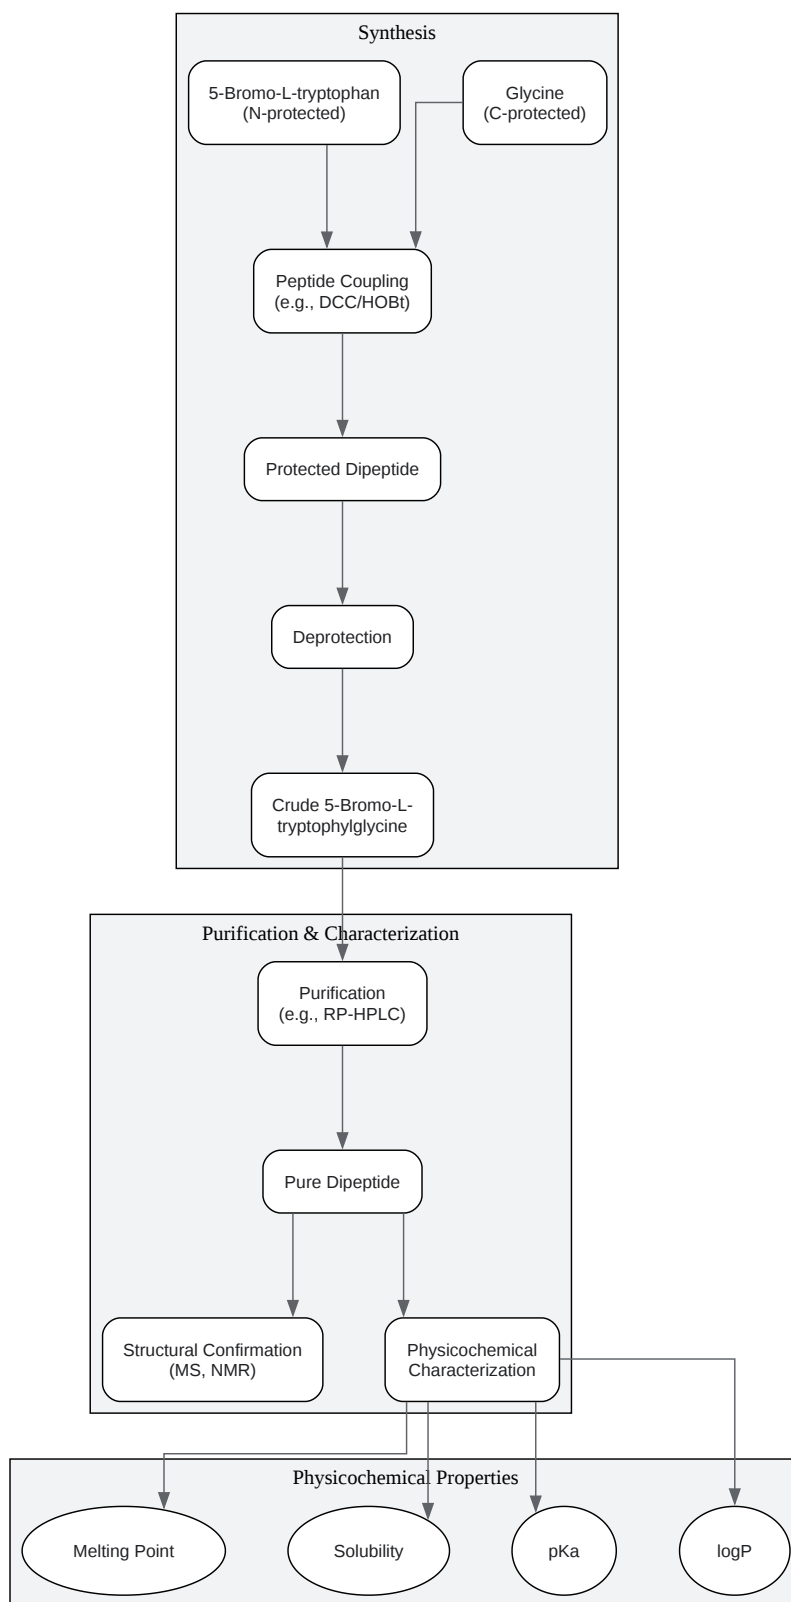 Synthesis
5-Bromo-L-tryptophan
(N-protected)
Glycine
(C-protected)
Peptide Coupling
(e.g., DCC/HOBt)
Protected Dipeptide
Deprotection
Crude 5-Bromo-L-
tryptophylglycine
Purification & Characterization
Purification
(e.g., RP-HPLC)
Pure Dipeptide
Structural Confirmation
(MS, NMR)
Physicochemical
Characterization
Physicochemical Properties
Melting Point
Solubility
pKa
logP